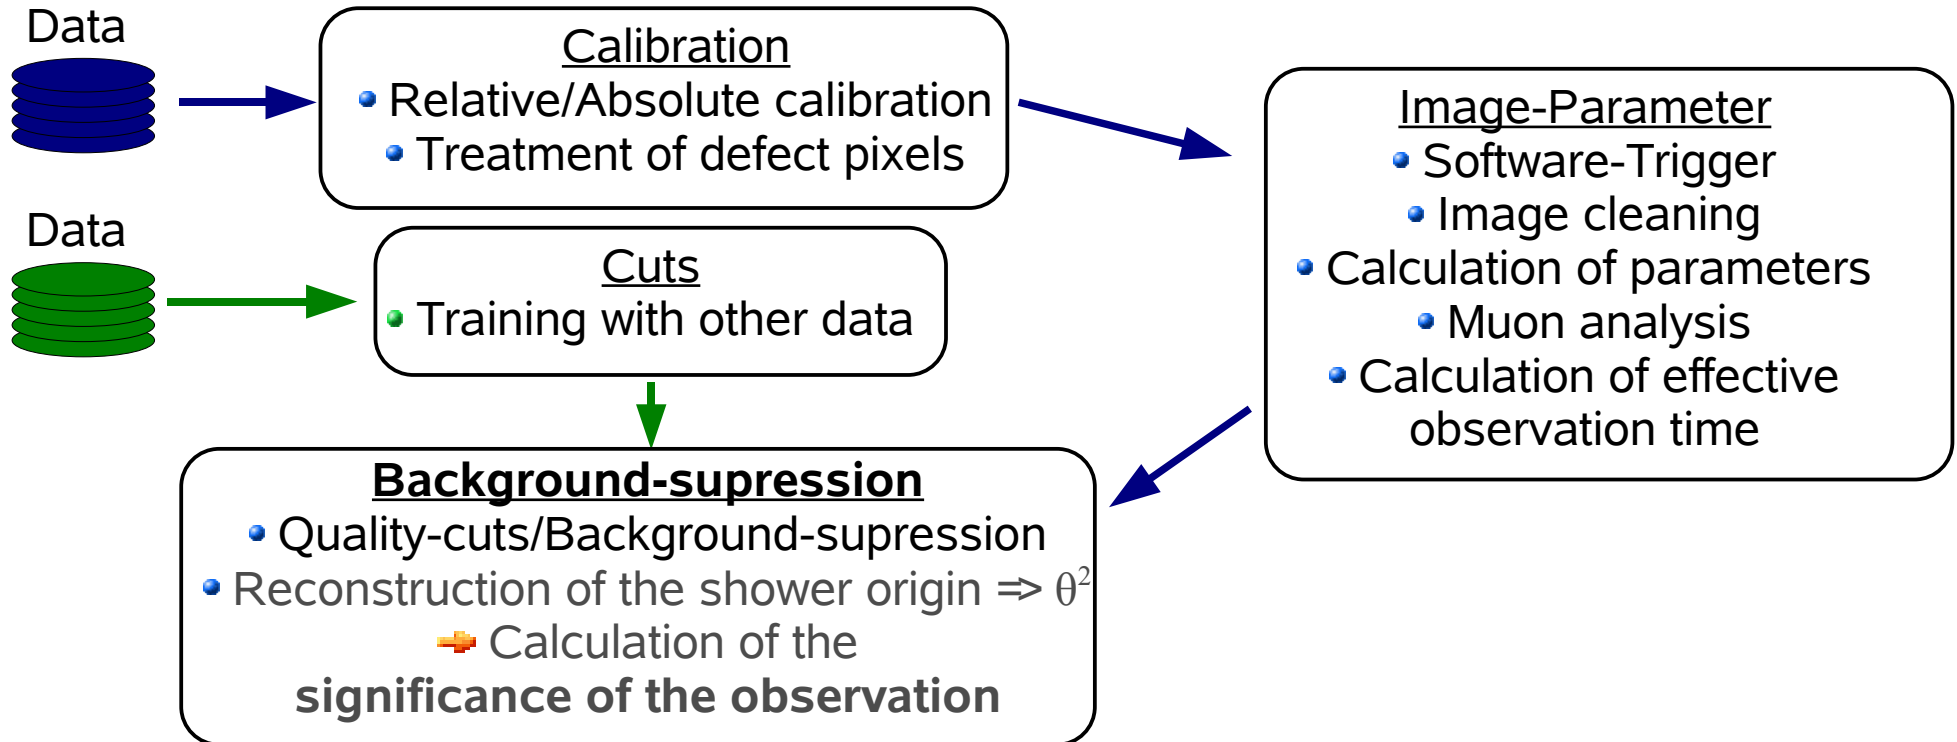 Data
Calibration
Relative/Absolute calibration
Treatment of defect pixels
Image-Parameter
Software-Trigger
Image cleaning
Calculation of parameters
Muon analysis
Calculation of effective
observation time
Data
Cuts
Training with other data
Background-supression
Quality-cuts/Background-supression
Reconstruction of the shower origin => θ²
Calculation of the
significance of the observation